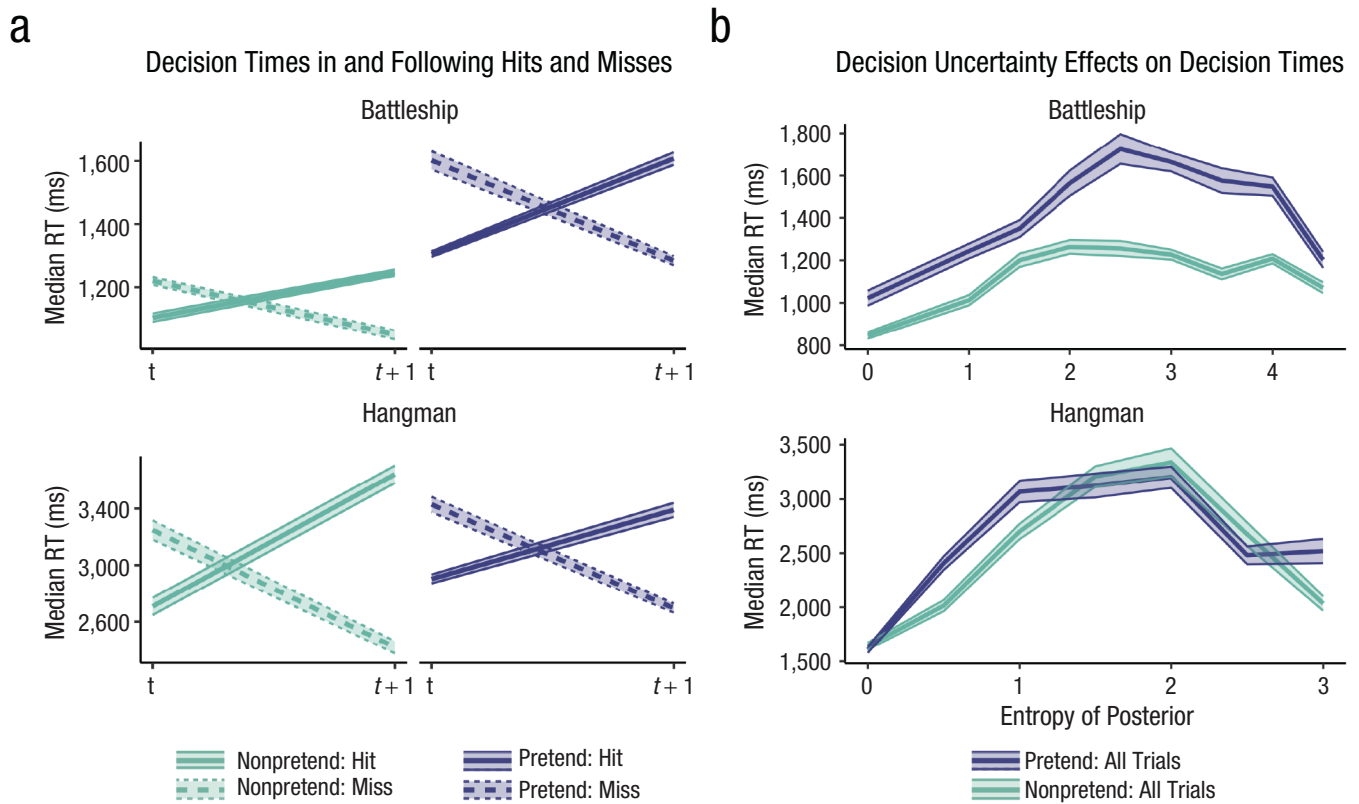 a
Decision Times in and Following Hits and Misses
Battleship
Median RT (ms)
1,600
1,400
1,200
t
t + 1
t
t + 1
Hangman
Median RT (ms)
3,400
3,000
2,600
t
t + 1
t
t + 1
Nonpretend: Hit
Nonpretend: Miss
Pretend: Hit
Pretend: Miss
b
Decision Uncertainty Effects on Decision Times
Battleship
Median RT (ms)
1,800
1,600
1,400
1,200
1,000
800
0 1 2 3 4
Hangman
Median RT (ms)
3,500
3,000
2,500
2,000
1,500
0 1 2 3
Entropy of Posterior
Pretend: All Trials
Nonpretend: All Trials